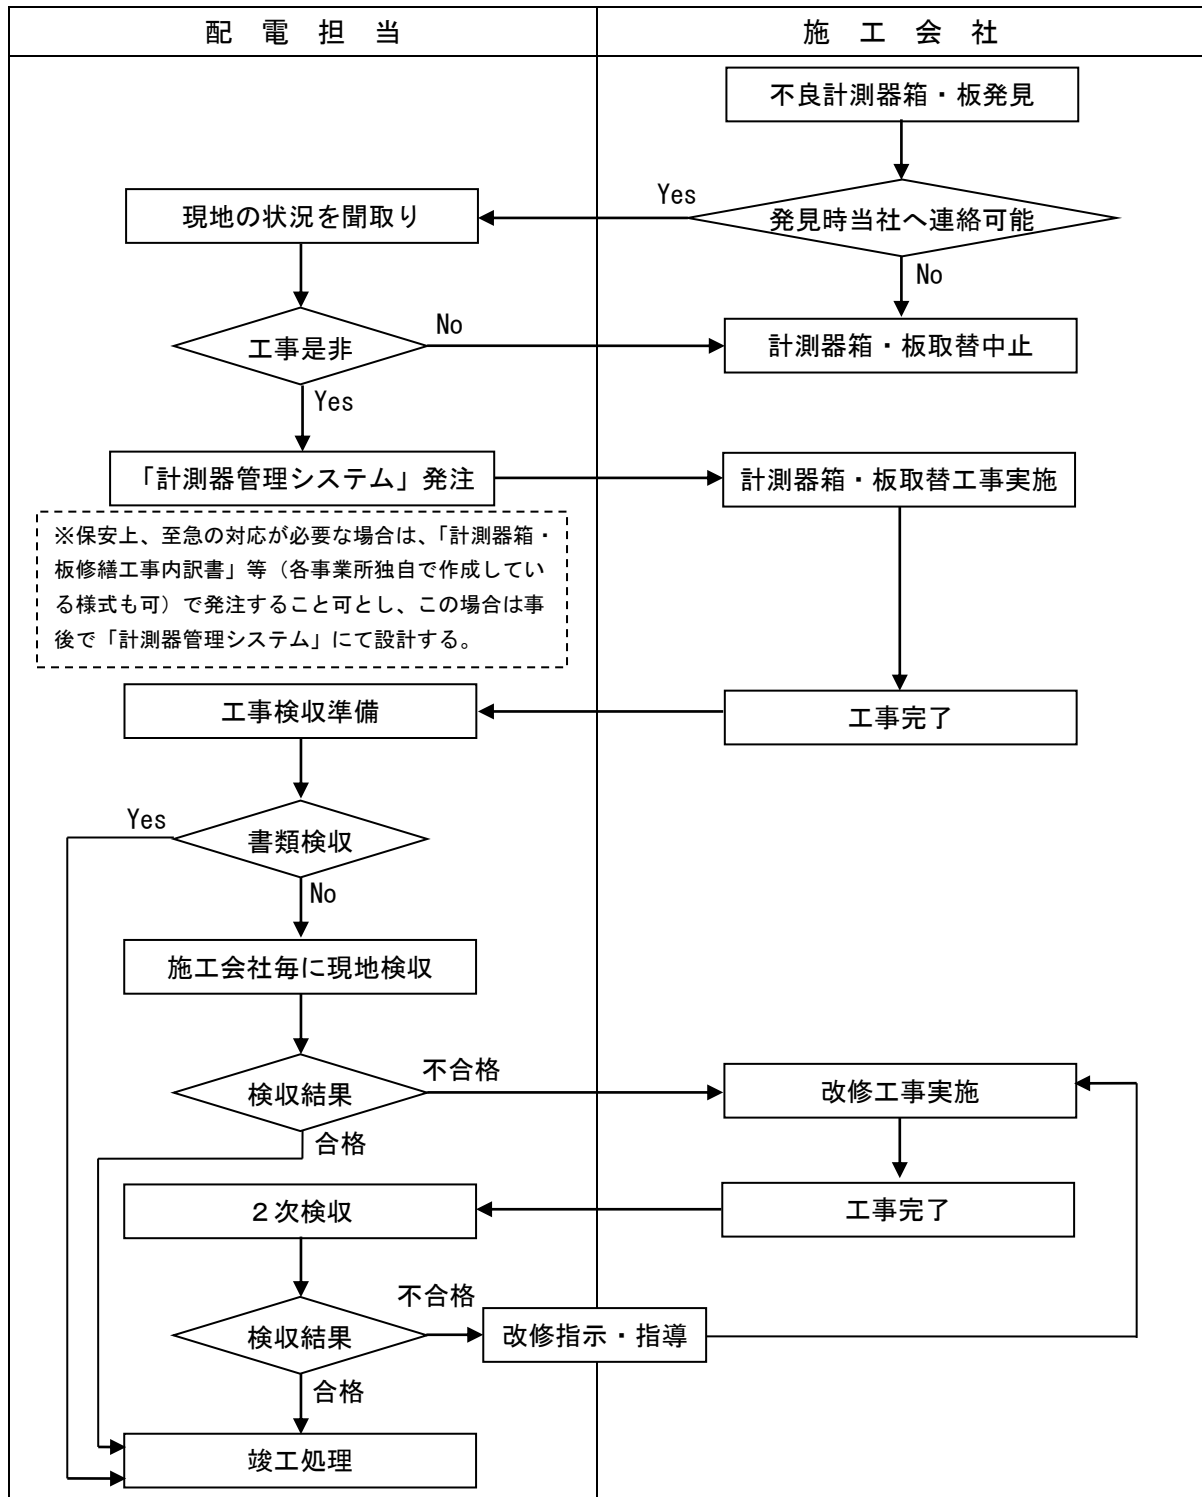 配　電　担　当
施　工　会　社
不良計測器箱・板発見
Yes
現地の状況を聞取り
発見時当社へ連絡可能
No
No
工事是非
計測器箱・板取替中止
Yes
「計測器管理システム」発注
計測器箱・板取替工事実施
※保安上、至急の対応が必要な場合は、「計測器箱・
板修繕工事内訳書」等（各事業所独自で作成してい
る様式も可）で発注すること可とし、この場合は事
後で「計測器管理システム」にて設計する。
工事検収準備
工事完了
Yes
書類検収
No
施工会社毎に現地検収
不合格
検収結果
改修工事実施
合格
２次検収
工事完了
不合格
検収結果
改修指示・指導
合格
竣工処理